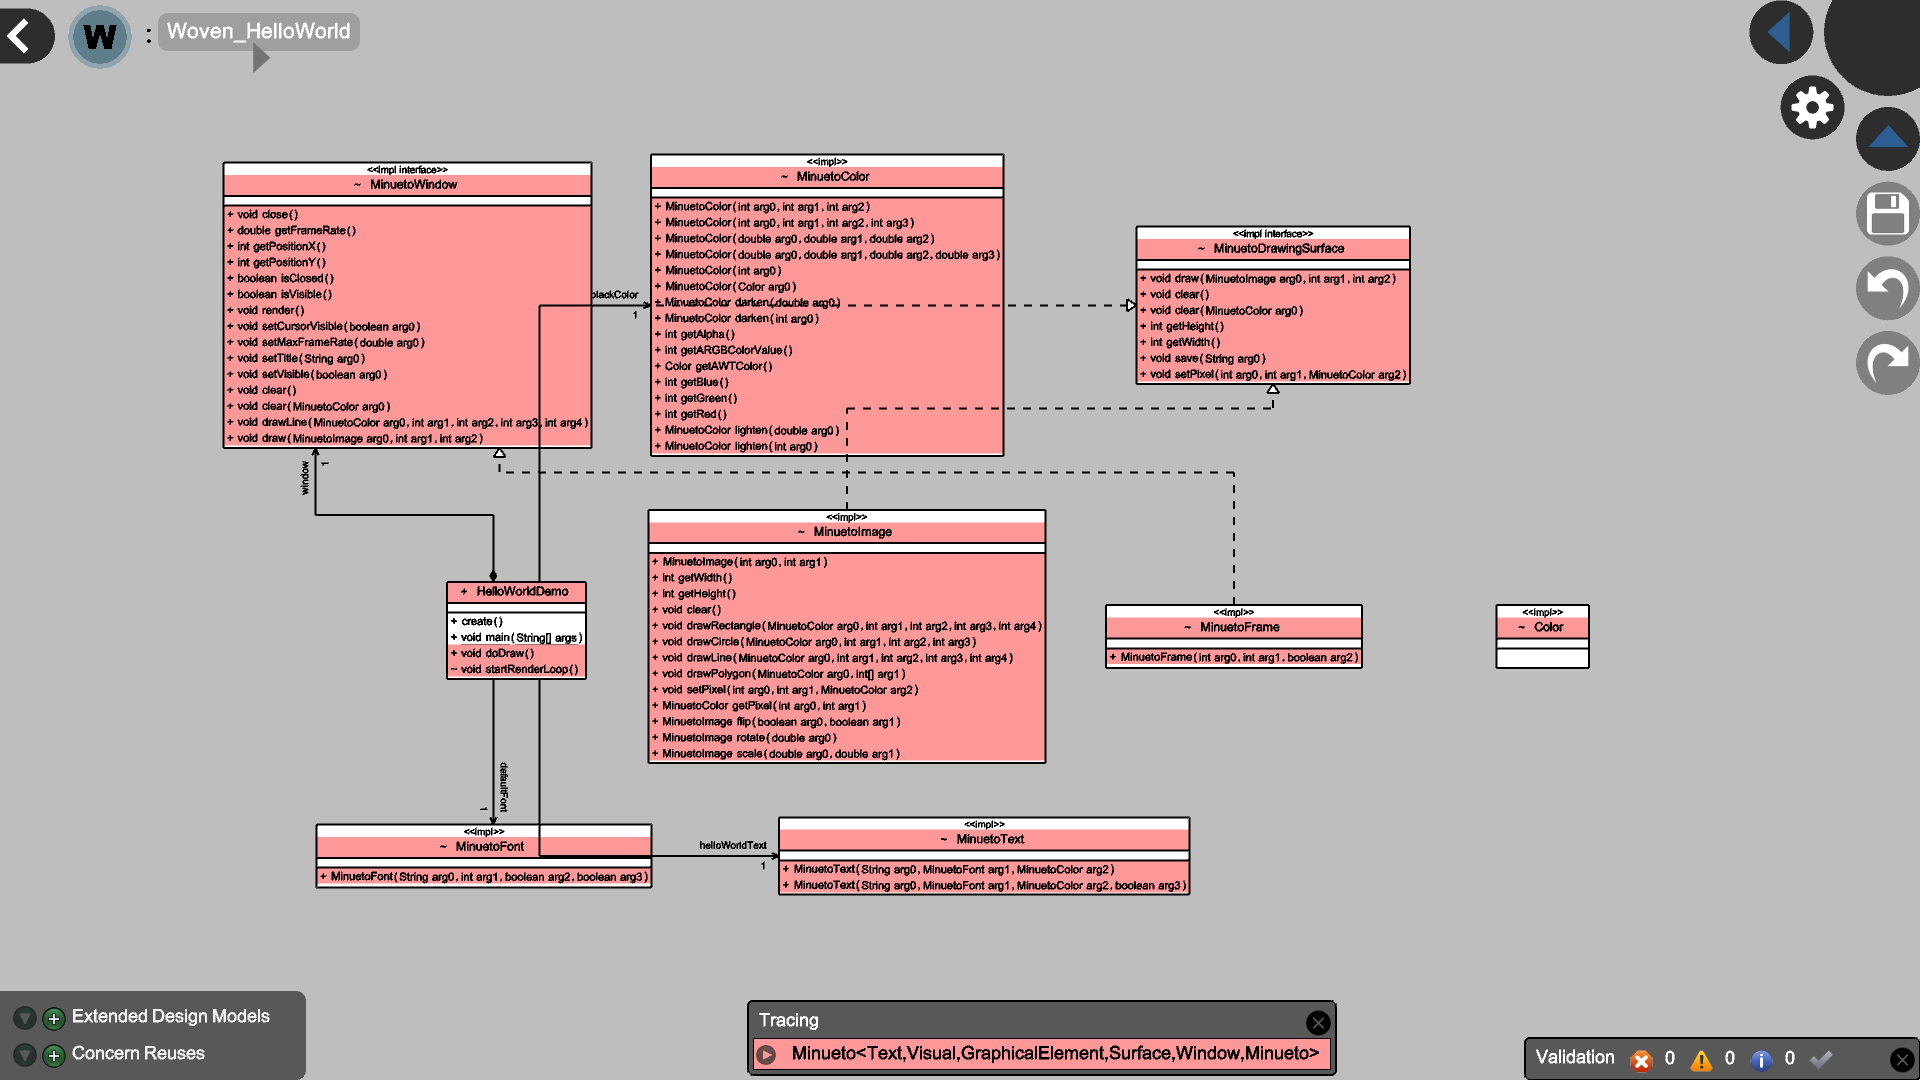 W : Woven_HelloWorld
<<impl interface>>
~ MinuetoWindow
+ void close()
+ double getFrameRate()
+ int getPositionX()
+ int getPositionY()
+ boolean isClosed()
+ boolean isVisible()
+ void render()
+ void setCursorVisible(boolean arg0)
+ void setMaxFrameRate(double arg0)
+ void setTitle(String arg0)
+ void setVisible(boolean arg0)
+ void clear()
+ void clear(MinuetoColor arg0)
+ void drawLine(MinuetoColor arg0, int arg1, int arg2, int arg3, int arg4)
+ void draw(MinuetoImage arg0, int arg1, int arg2)
<<impl>>
~ MinuetoColor
+ MinuetoColor(int arg0, int arg1, int arg2)
+ MinuetoColor(int arg0, int arg1, int arg2, int arg3)
+ MinuetoColor(double arg0, double arg1, double arg2)
+ MinuetoColor(double arg0, double arg1, double arg2, double arg3)
+ MinuetoColor(int arg0)
+ MinuetoColor(Color arg0)
+ MinuetoColor darken(double arg0)
+ MinuetoColor darken(int arg0)
+ int getAlpha()
+ int getARGBColorValue()
+ Color getAWTColor()
+ int getBlue()
+ int getGreen()
+ int getRed()
+ MinuetoColor lighten(double arg0)
+ MinuetoColor lighten(int arg0)
<<impl interface>>
~ MinuetoDrawingSurface
+ void draw(MinuetoImage arg0, int arg1, int arg2)
+ void clear()
+ void clear(MinuetoColor arg0)
+ int getHeight()
+ int getWidth()
+ void save(String arg0)
+ void setPixel(int arg0, int arg1, MinuetoColor arg2)
blackColor
1
window
1
+ HelloWorldDemo
+ create()
+ void main(String[] args)
+ void doDraw()
~ void startRenderLoop()
<<impl>>
~ MinuetoImage
+ MinuetoImage(int arg0, int arg1)
+ int getWidth()
+ int getHeight()
+ void clear()
+ void drawRectangle(MinuetoColor arg0, int arg1, int arg2, int arg3, int arg4)
+ void drawCircle(MinuetoColor arg0, int arg1, int arg2, int arg3)
+ void drawLine(MinuetoColor arg0, int arg1, int arg2, int arg3, int arg4)
+ void drawPolygon(MinuetoColor arg0, int[] arg1)
+ void setPixel(int arg0, int arg1, MinuetoColor arg2)
+ MinuetoColor getPixel(int arg0, int arg1)
+ MinuetoImage flip(boolean arg0, boolean arg1)
+ MinuetoImage rotate(double arg0)
+ MinuetoImage scale(double arg0, double arg1)
<<impl>>
~ MinuetoFrame
+ MinuetoFrame(int arg0, int arg1, boolean arg2)
<<impl>>
~ Color
defaultFont
1
<<impl>>
~ MinuetoFont
+ MinuetoFont(String arg0, int arg1, boolean arg2, boolean arg3)
helloWorldText
1
<<impl>>
~ MinuetoText
+ MinuetoText(String arg0, MinuetoFont arg1, MinuetoColor arg2)
+ MinuetoText(String arg0, MinuetoFont arg1, MinuetoColor arg2, boolean arg3)
Extended Design Models
Concern Reuses
Tracing
Minueto<Text,Visual,GraphicalElement,Surface,Window,Minueto>
Validation 0 0 0